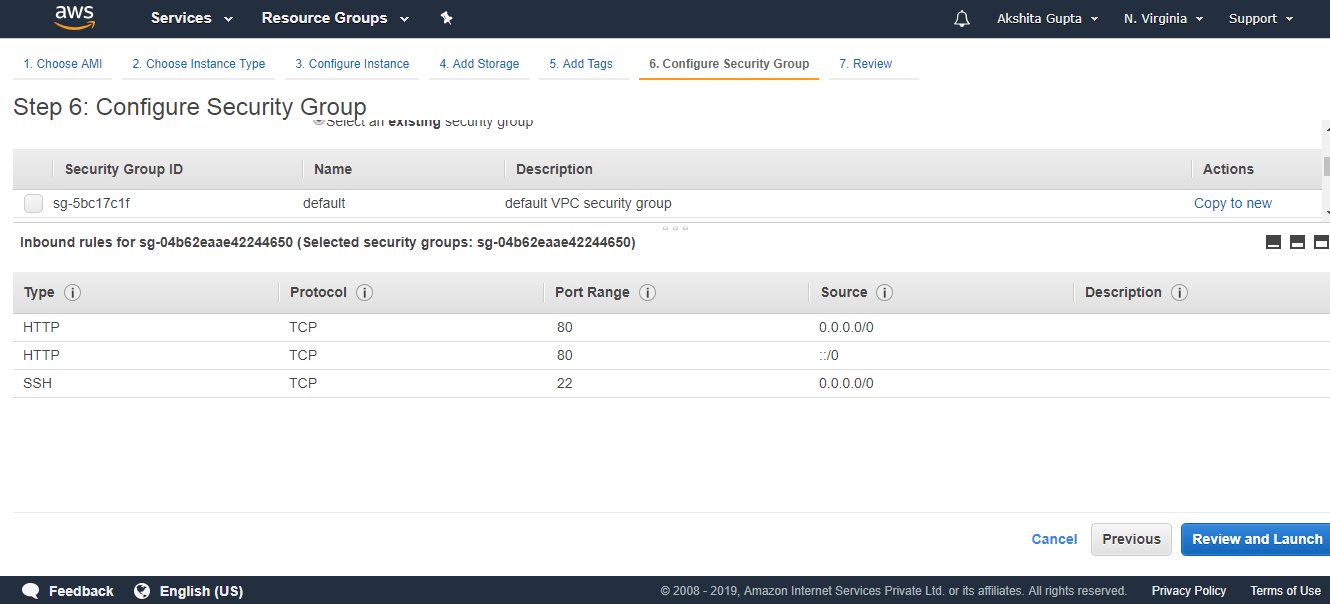 aws Services Resource Groups Akshita Gupta N. Virginia Support
1. Choose AMI 2. Choose Instance Type 3. Configure Instance 4. Add Storage 5. Add Tags 6. Configure Security Group 7. Review
Step 6: Configure Security Group
Select an existing security group
Security Group ID Name Description Actions
sg-5bc17c1f default default VPC security group Copy to new
Inbound rules for sg-04b62eaae42244650 (Selected security groups: sg-04b62eaae42244650)
Type i Protocol i Port Range i Source i Description i
HTTP TCP 80 0.0.0.0/0
HTTP TCP 80 ::/0
SSH TCP 22 0.0.0.0/0
Cancel Previous Review and Launch
Feedback English (US) © 2008 - 2019, Amazon Internet Services Private Ltd. or its affiliates. All rights reserved. Privacy Policy Terms of Use